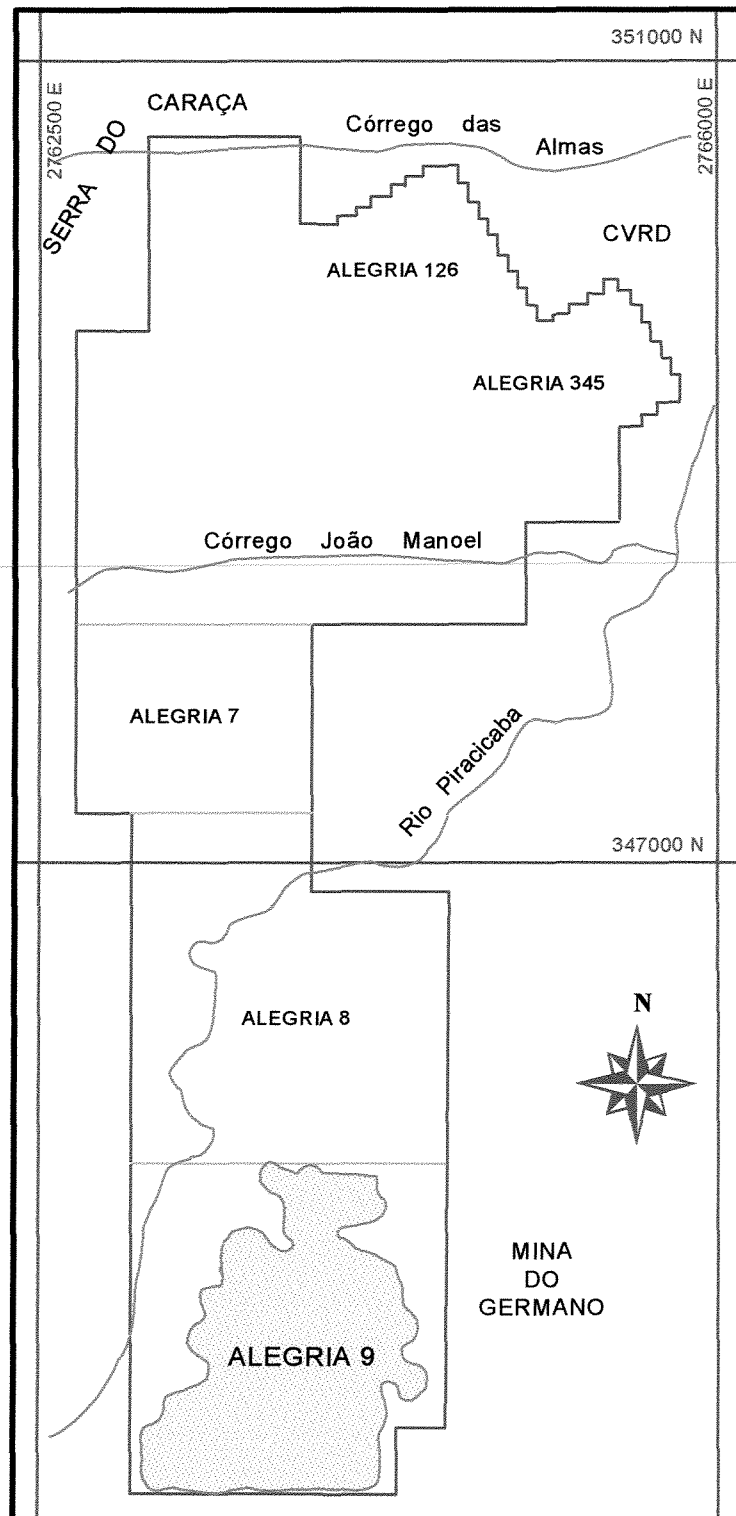 351000 N
2762500 E
2766000 E
SERRA DO
CARAÇA
Córrego das
Almas
CVRD
ALEGRIA 126
ALEGRIA 345
Córrego João Manoel
ALEGRIA 7
Rio Piracicaba
347000 N
ALEGRIA 8
N
MINA
DO
GERMANO
ALEGRIA 9